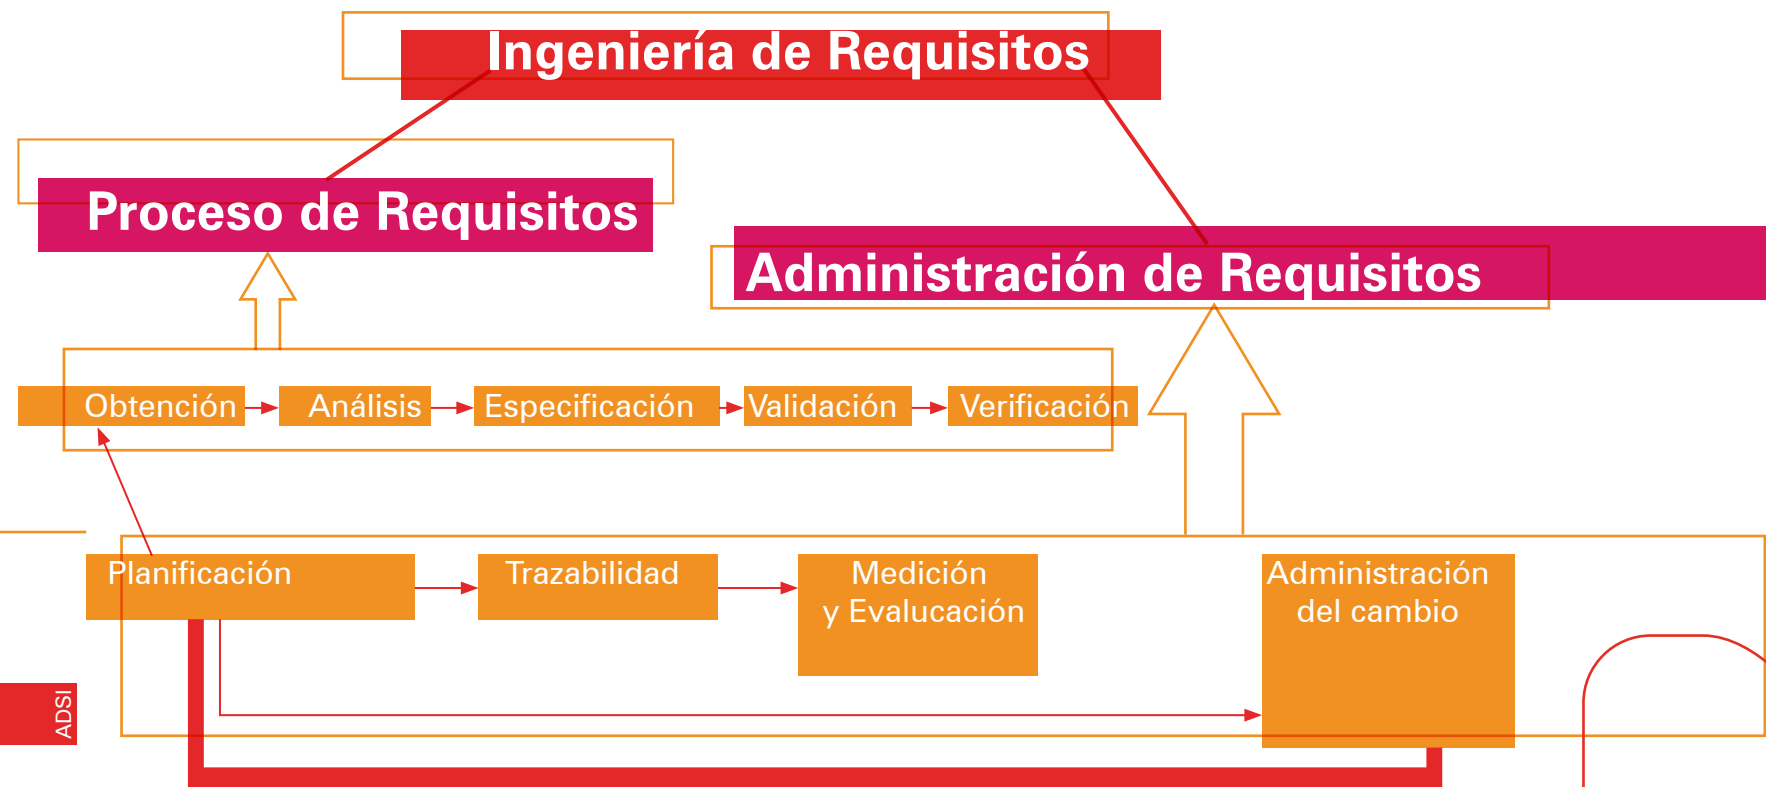 Ingeniería de Requisitos
Proceso de Requisitos
Administración de Requisitos
Obtención
Análisis
Especificación
Validación
Verificación
Planificación
Trazabilidad
Medición
y Evalucación
Administración
del cambio
ADSI